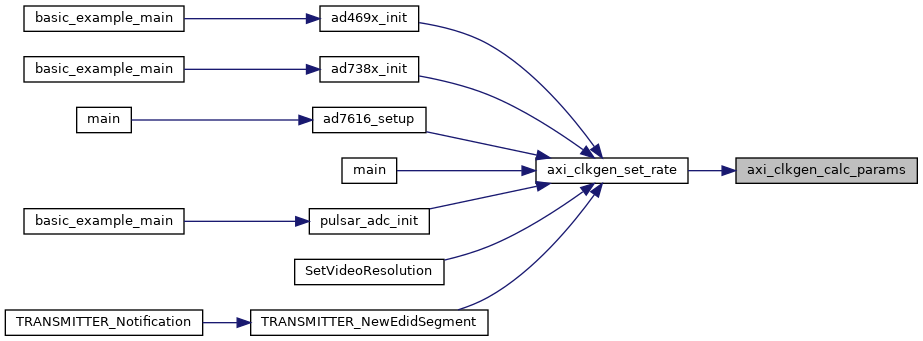 basic_example_main
ad469x_init
basic_example_main
ad738x_init
main
ad7616_setup
main
axi_clkgen_set_rate
axi_clkgen_calc_params
basic_example_main
pulsar_adc_init
SetVideoResolution
TRANSMITTER_Notification
TRANSMITTER_NewEdidSegment